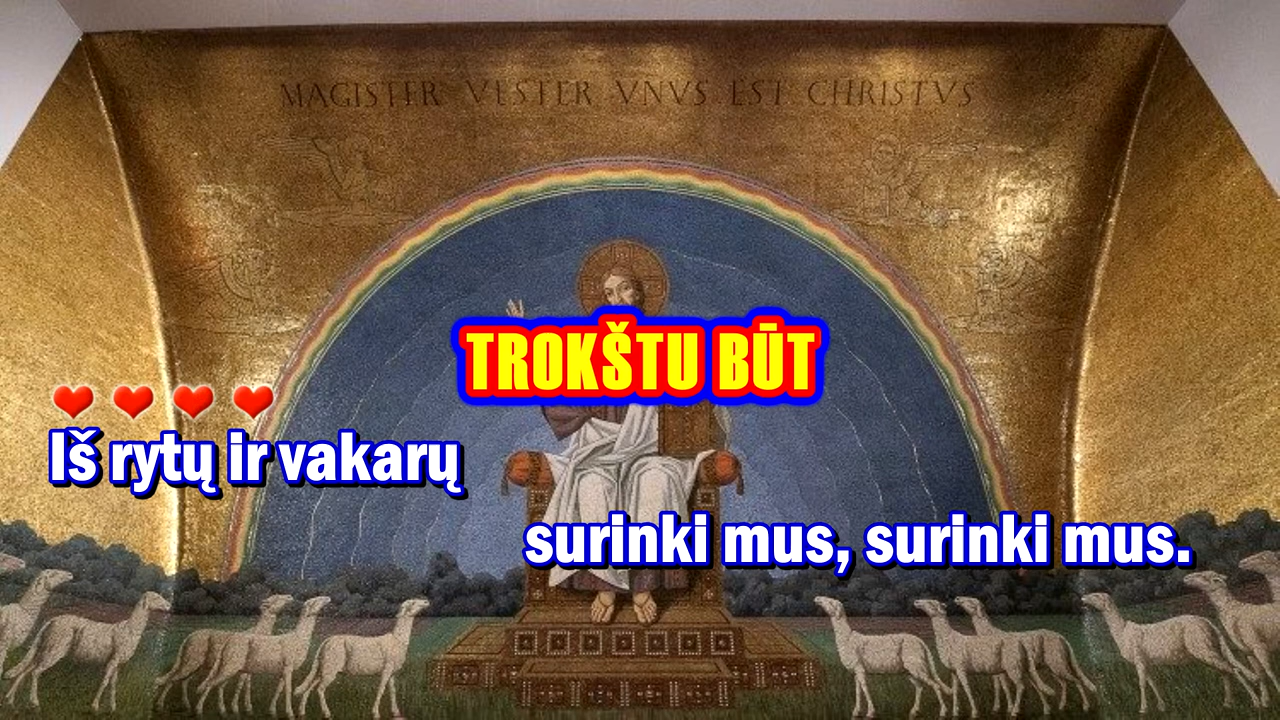 MAGISTER VESTER VNVS EST CHRISTVS
TROKŠTU BŪT
Iš rytų ir vakarų
surinki mus, surinki mus.